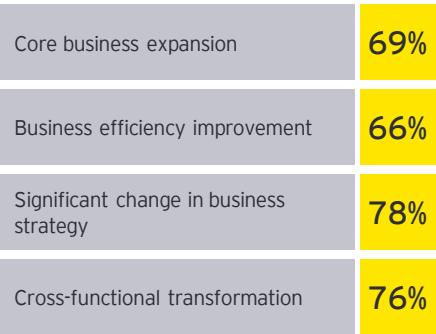 Core business expansion 69%
Business efficiency improvement 66%
Significant change in business
strategy 78%
Cross-functional transformation 76%